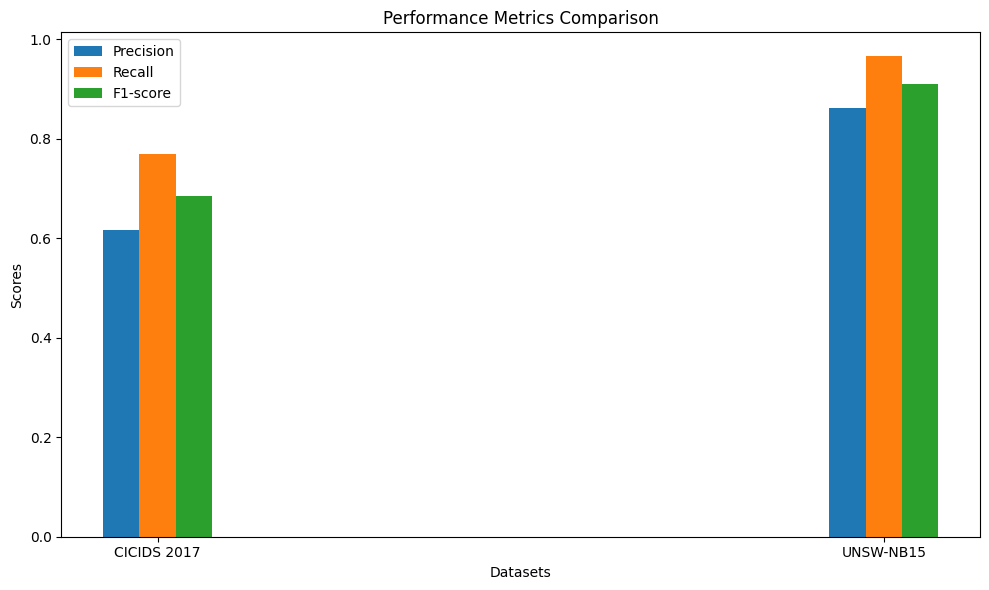 Performance Metrics Comparison
1.0
Precision
Recall
F1-score
0.8
0.6
Scores
0.4
0.2
0.0
CICIDS 2017
UNSW-NB15
Datasets